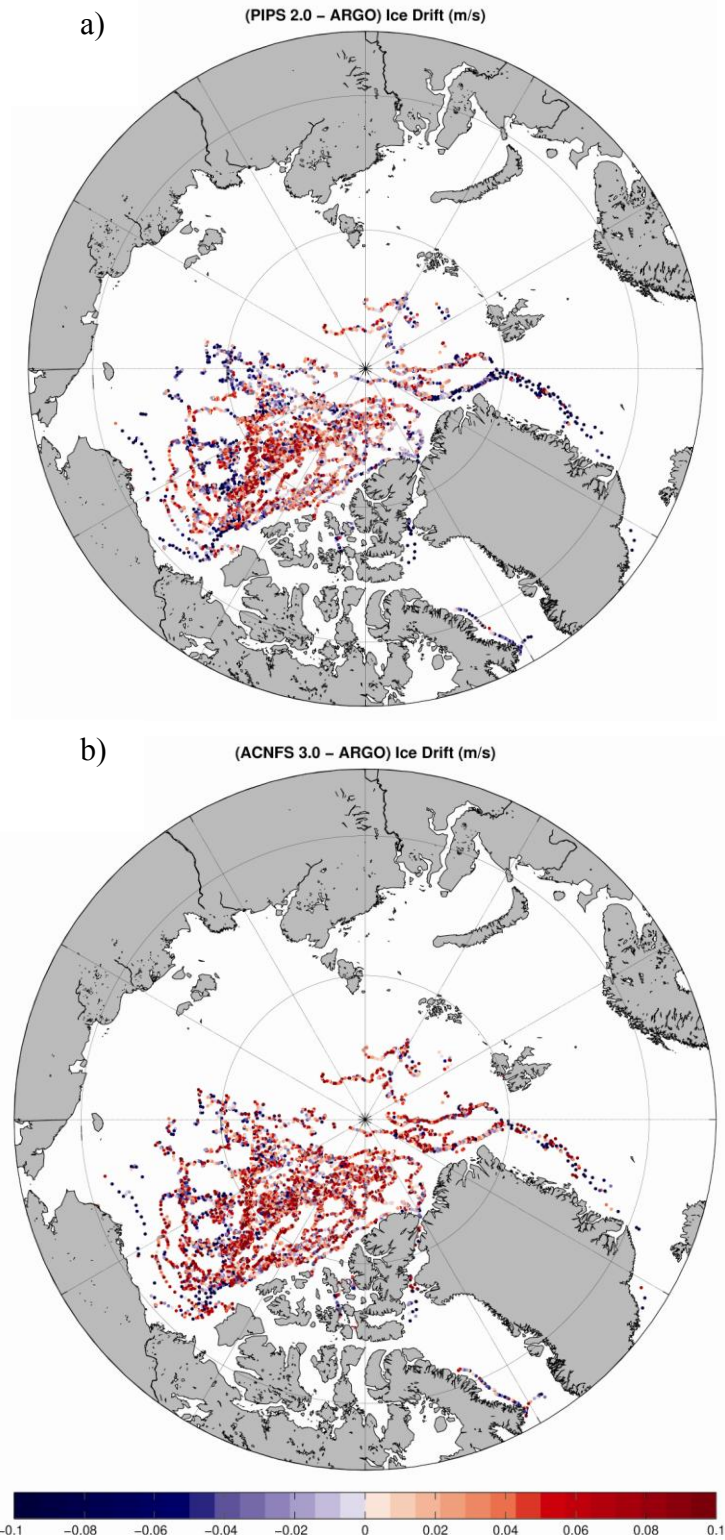 a)
(PIPS 2.0 − ARGO) Ice Drift (m/s)
b)
(ACNFS 3.0 − ARGO) Ice Drift (m/s)
−0.1 −0.08 −0.06 −0.04 −0.02 0 0.02 0.04 0.06 0.08 0.1